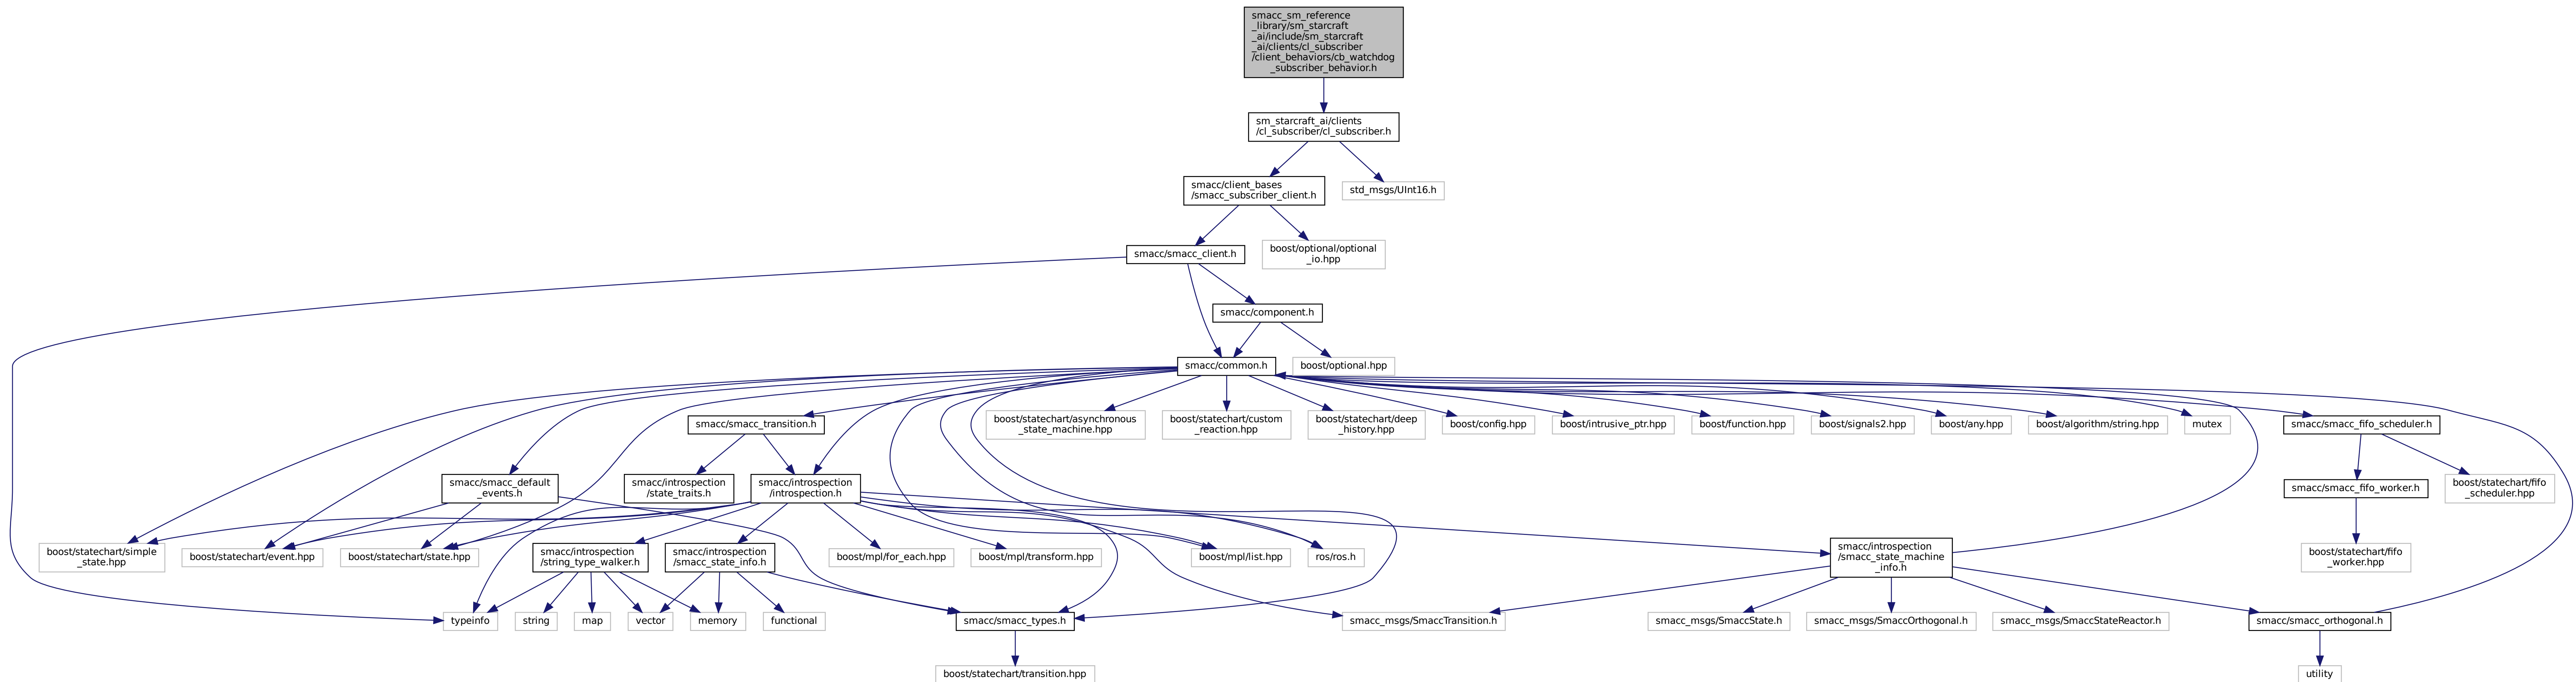 smacc_sm_reference
_library/sm_starcraft
_ai/include/sm_starcraft
_ai/clients/cl_subscriber
/client_behaviors/cb_watchdog
_subscriber_behavior.h
sm_starcraft_ai/clients
/cl_subscriber/cl_subscriber.h
smacc/client_bases
/smacc_subscriber_client.h
std_msgs/UInt16.h
smacc/smacc_client.h
boost/optional/optional
_io.hpp
smacc/component.h
smacc/common.h
boost/optional.hpp
smacc/smacc_transition.h
boost/statechart/asynchronous
_state_machine.hpp
boost/statechart/custom
_reaction.hpp
boost/statechart/deep
_history.hpp
boost/config.hpp
boost/intrusive_ptr.hpp
boost/function.hpp
boost/signals2.hpp
boost/any.hpp
boost/algorithm/string.hpp
mutex
smacc/smacc_fifo_scheduler.h
smacc/smacc_default
_events.h
smacc/introspection
/state_traits.h
smacc/introspection
/introspection.h
smacc/smacc_fifo_worker.h
boost/statechart/fifo
_scheduler.hpp
boost/statechart/simple
_state.hpp
boost/statechart/event.hpp
boost/statechart/state.hpp
smacc/introspection
/string_type_walker.h
smacc/introspection
/smacc_state_info.h
boost/mpl/for_each.hpp
boost/mpl/transform.hpp
boost/mpl/list.hpp
ros/ros.h
smacc/introspection
/smacc_state_machine
_info.h
boost/statechart/fifo
_worker.hpp
typeinfo
string
map
vector
memory
functional
smacc/smacc_types.h
smacc_msgs/SmaccTransition.h
smacc_msgs/SmaccState.h
smacc_msgs/SmaccOrthogonal.h
smacc_msgs/SmaccStateReactor.h
smacc/smacc_orthogonal.h
boost/statechart/transition.hpp
utility